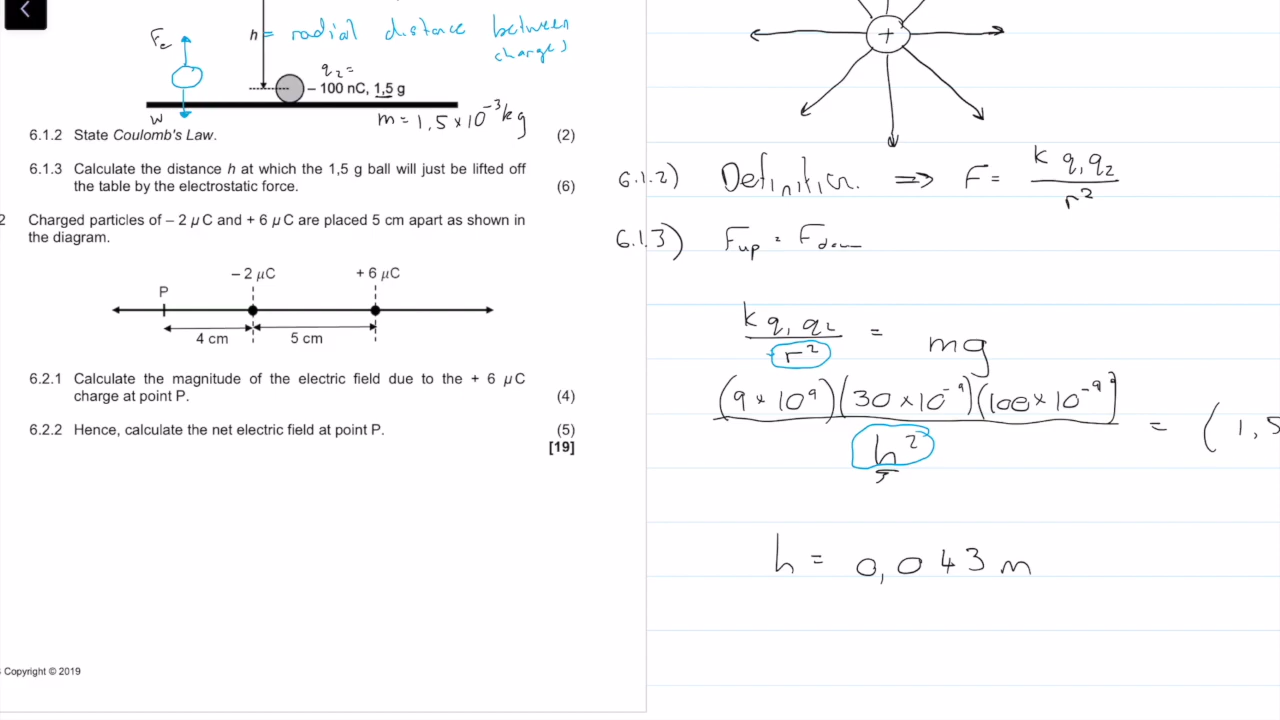 Fe
h = radial distance between charges
q₂ =
– 100 nC, 1,5 g
W
m = 1,5 × 10⁻³ kg
6.1.2 State Coulomb's Law. (2)
6.1.3 Calculate the distance h at which the 1,5 g ball will just be lifted off
the table by the electrostatic force. (6)
2 Charged particles of – 2 μC and + 6 μC are placed 5 cm apart as shown in
the diagram.
– 2 μC + 6 μC
P
4 cm 5 cm
6.2.1 Calculate the magnitude of the electric field due to the + 6 μC
charge at point P. (4)
6.2.2 Hence, calculate the net electric field at point P. (5)
[19]
Copyright © 2019
+
6.1.2) Definition. ⇒ F = k q₁ q₂ / r²
6.1.3) Fup = Fdown
k q₁ q₂ / r² = mg
(9 × 10⁹)(30 × 10⁻⁹)(100 × 10⁻⁹) / h² = (1,5
h = 0,043 m